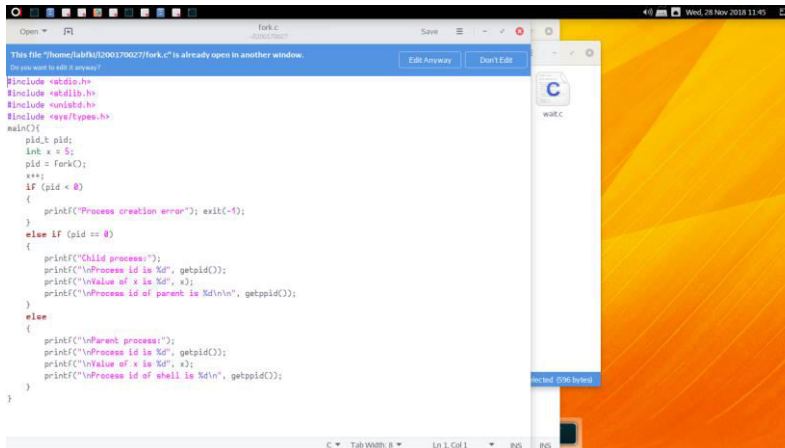 Wed, 28 Nov 2018 11:45
Open
fork.c
Save
This file "/home/labfki/l200170027/fork.c" is already open in another window.
Do you want to edit it anyway?
Edit Anyway
Don't Edit
#include <stdio.h>
#include <stdlib.h>
#include <unistd.h>
#include <sys/types.h>
main(){
pid_t pid;
int x = 5;
pid = fork();
x++;
if (pid < 0)
{
printf("Process creation error"); exit(-1);
}
else if (pid == 0)
{
printf("Child process:");
printf("\nProcess id is %d", getpid());
printf("\nValue of x is %d", x);
printf("\nProcess id of parent is %d\n\n", getppid());
}
else
{
printf("\nParent process:");
printf("\nProcess id is %d", getpid());
printf("\nValue of x is %d", x);
printf("\nProcess id of shell is %d\n", getppid());
}
}
C
wait.c
selected (596 bytes)
C
Tab Width: 8
Ln 1, Col 1
INS
INS